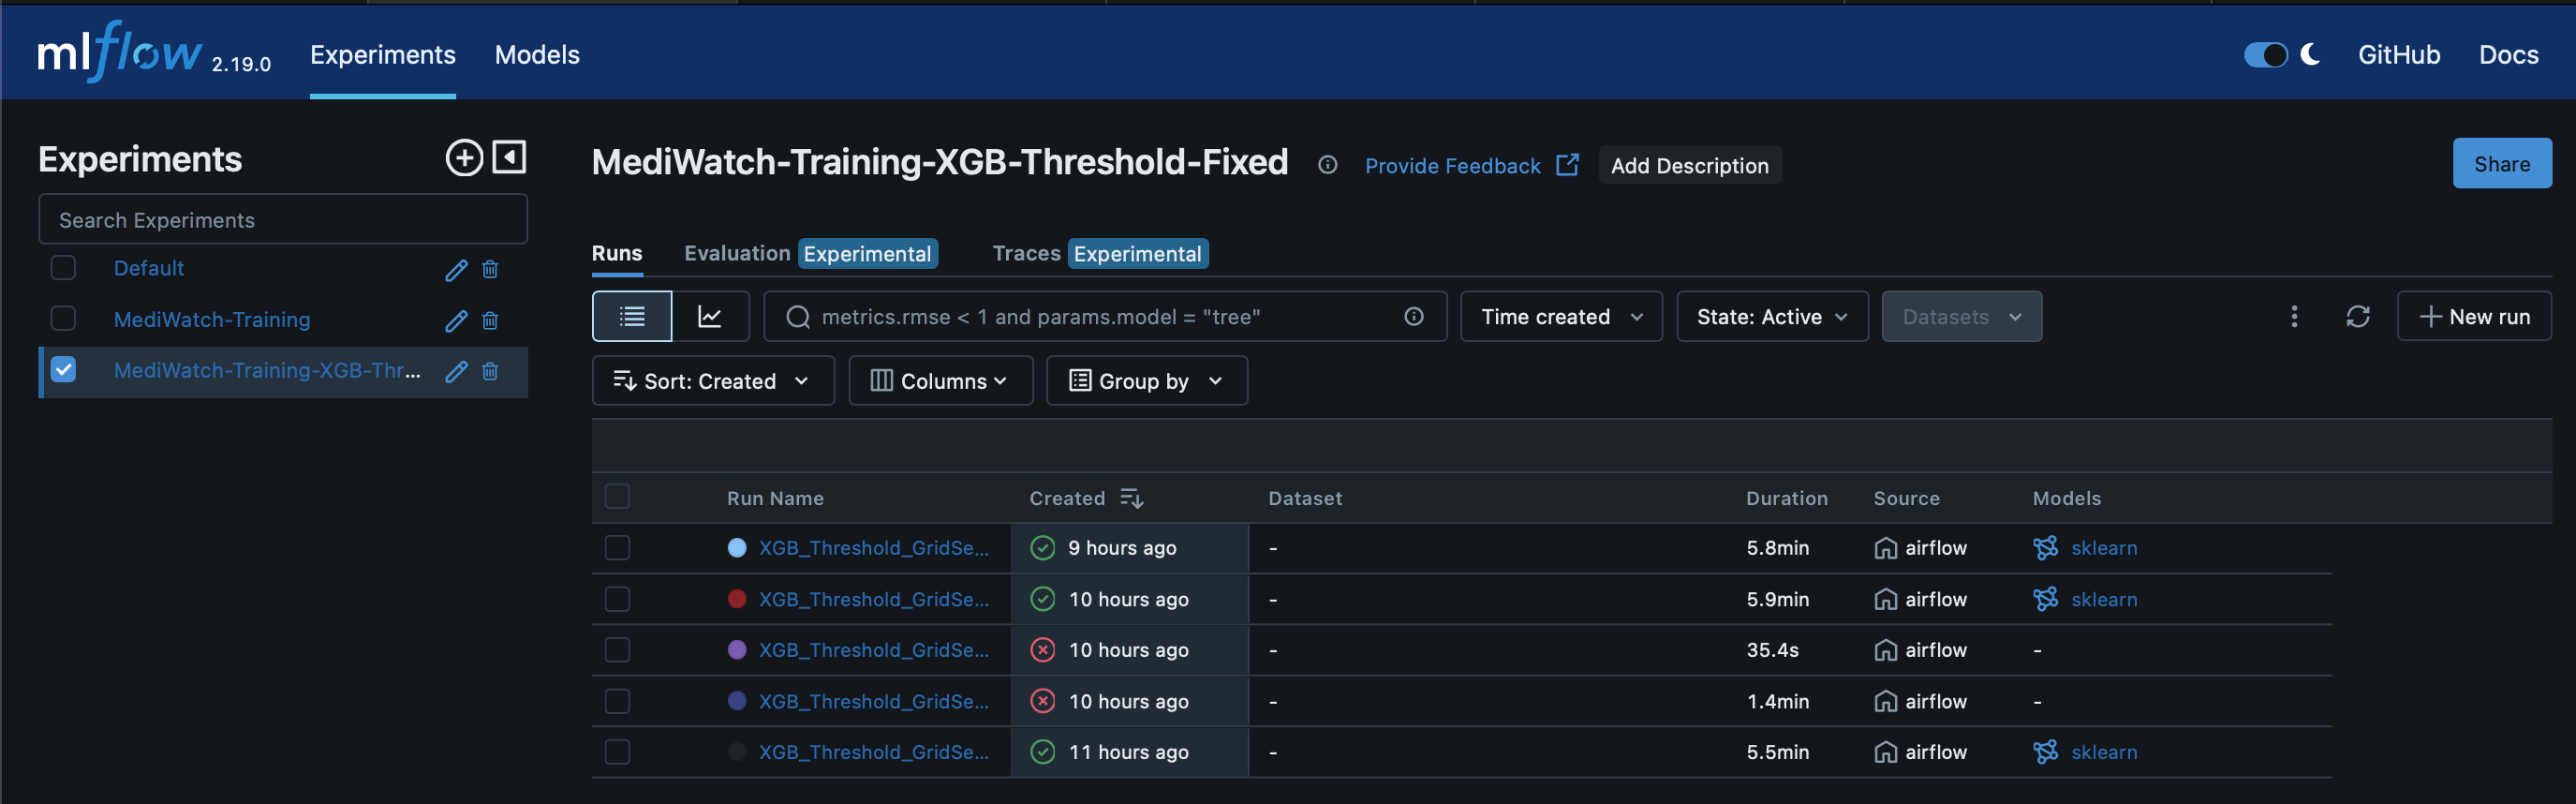 mlflow 2.19.0 Experiments Models GitHub Docs
Experiments
Search Experiments
Default
MediWatch-Training
MediWatch-Training-XGB-Thr...
MediWatch-Training-XGB-Threshold-Fixed Provide Feedback Add Description Share
Runs Evaluation Experimental Traces Experimental
metrics.rmse < 1 and params.model = "tree" Time created State: Active Datasets New run
Sort: Created Columns Group by
Run Name Created Dataset Duration Source Models
XGB_Threshold_GridSe... 9 hours ago - 5.8min airflow sklearn
XGB_Threshold_GridSe... 10 hours ago - 5.9min airflow sklearn
XGB_Threshold_GridSe... 10 hours ago - 35.4s airflow -
XGB_Threshold_GridSe... 10 hours ago - 1.4min airflow -
XGB_Threshold_GridSe... 11 hours ago - 5.5min airflow sklearn